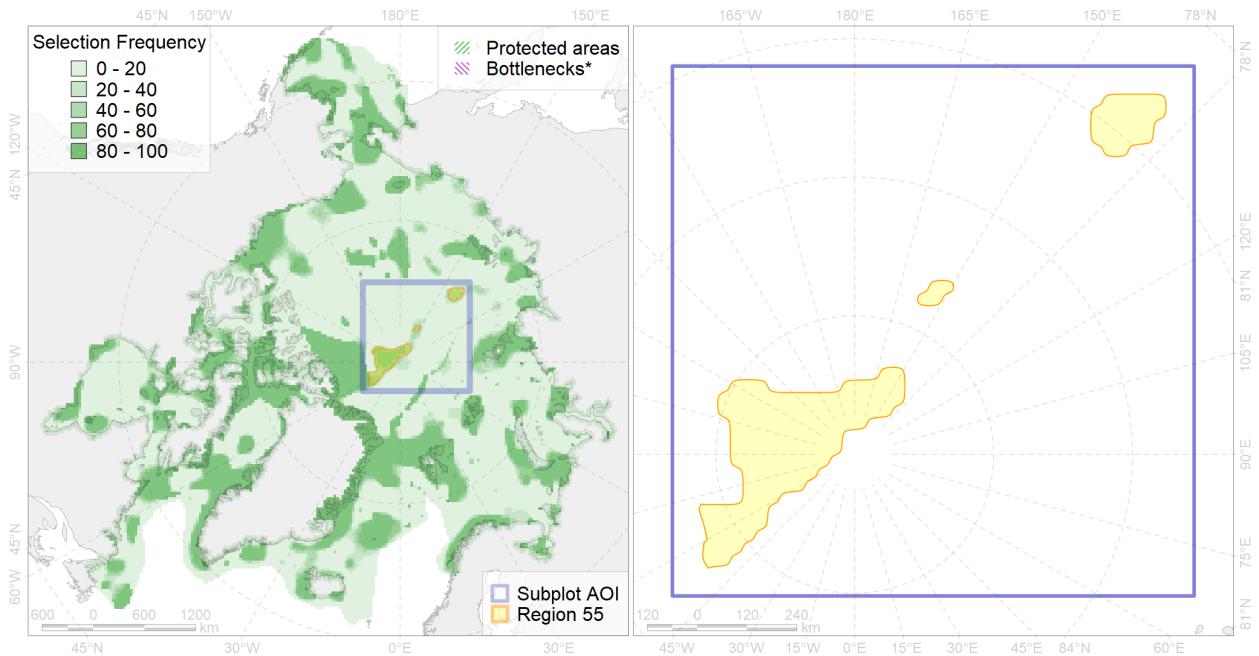 45°N 150°W 180°E 150°E
165°W 180°E 165°E 150°E 78°N
Selection Frequency
0 - 20
20 - 40
40 - 60
60 - 80
80 - 100
Protected areas
Bottlenecks*
120°W
45°N
90°W
45°N
60°W
78°N
120°E
81°N
105°E
90°E
75°E
81°N
Subplot AOI
Region 55
600 0 600 1200
km
120 0 120 240
km
45°N 30°W 0°E 30°E
45°W 30°W 15°W 0°E 15°E 30°E 45°E 84°N 60°E